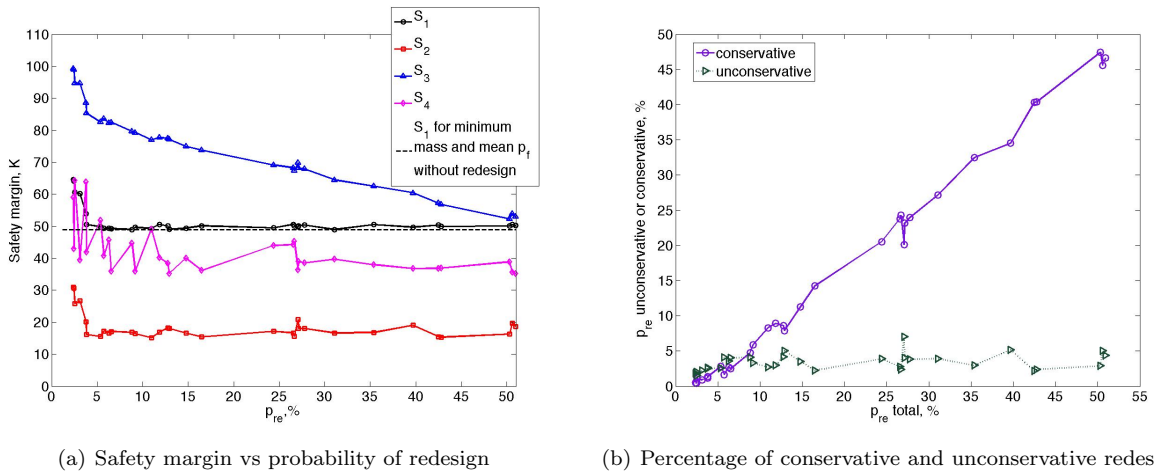 S1
S2
S3
S4
S1 for minimum
mass and mean pf
without redesign
110
100
90
80
70
60
50
40
30
20
10
0
Safety margin, K
0 5 10 15 20 25 30 35 40 45 50
pre,%
(a) Safety margin vs probability of redesign
conservative
unconservative
50
45
40
35
30
25
20
15
10
5
0
pre unconservative or conservative, %
0 5 10 15 20 25 30 35 40 45 50 55
pre total, %
(b) Percentage of conservative and unconservative redes